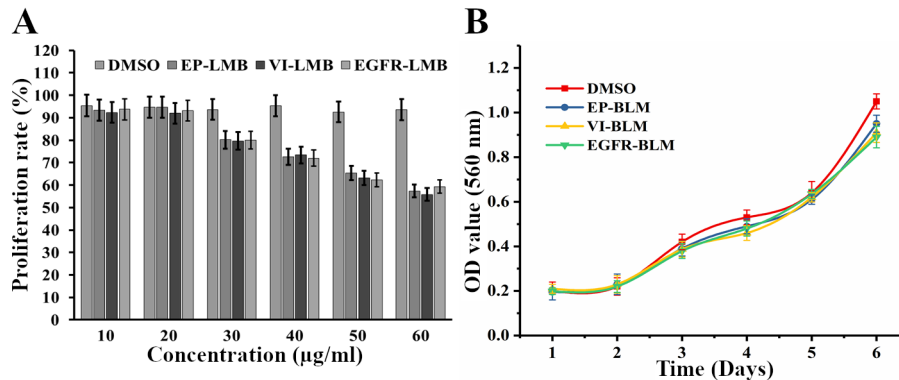 A
120
110
100
90
80
70
60
50
40
30
20
10
0
Proliferation rate (%)
DMSO EP-LMB VI-LMB EGFR-LMB
10 20 30 40 50 60
Concentration (µg/ml)
B
1.2
1.0
0.8
0.6
0.4
0.2
0.0
OD value (560 nm)
DMSO
EP-BLM
VI-BLM
EGFR-BLM
1 2 3 4 5 6
Time (Days)